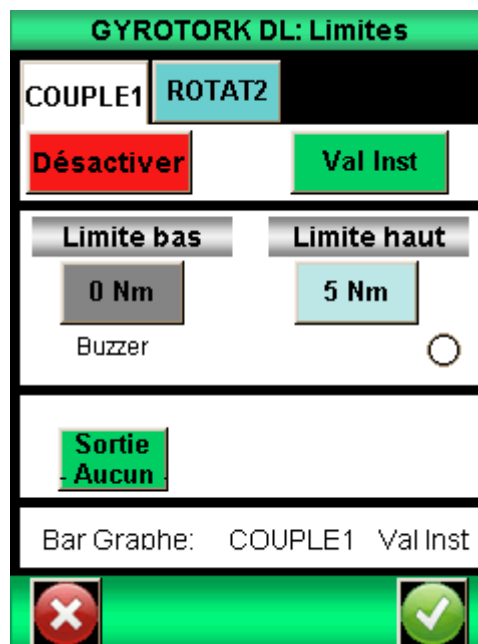 GYROTORK DL: Limites
COUPLE1 ROTAT2
Désactiver Val Inst
Limite bas Limite haut
0 Nm 5 Nm
Buzzer
Sortie
- Aucun -
Bar Graphe: COUPLE1 Val Inst